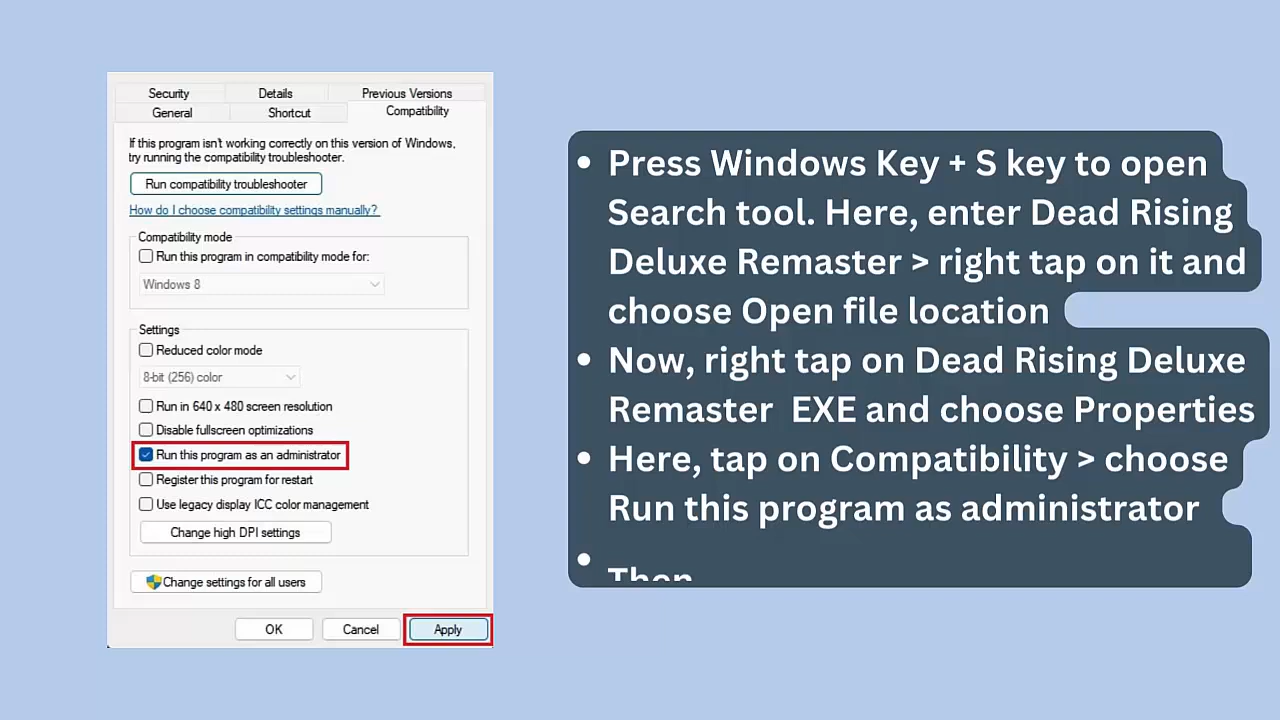 Security Details Previous Versions
General Shortcut Compatibility
If this program isn't working correctly on this version of Windows,
try running the compatibility troubleshooter.
Run compatibility troubleshooter
How do I choose compatibility settings manually?
Compatibility mode
Run this program in compatibility mode for:
Windows 8
Settings
Reduced color mode
8-bit (256) color
Run in 640 x 480 screen resolution
Disable fullscreen optimizations
Run this program as an administrator
Register this program for restart
Use legacy display ICC color management
Change high DPI settings
Change settings for all users
OK Cancel Apply
• Press Windows Key + S key to open
Search tool. Here, enter Dead Rising
Deluxe Remaster > right tap on it and
choose Open file location
• Now, right tap on Dead Rising Deluxe
Remaster EXE and choose Properties
• Here, tap on Compatibility > choose
Run this program as administrator
• Then